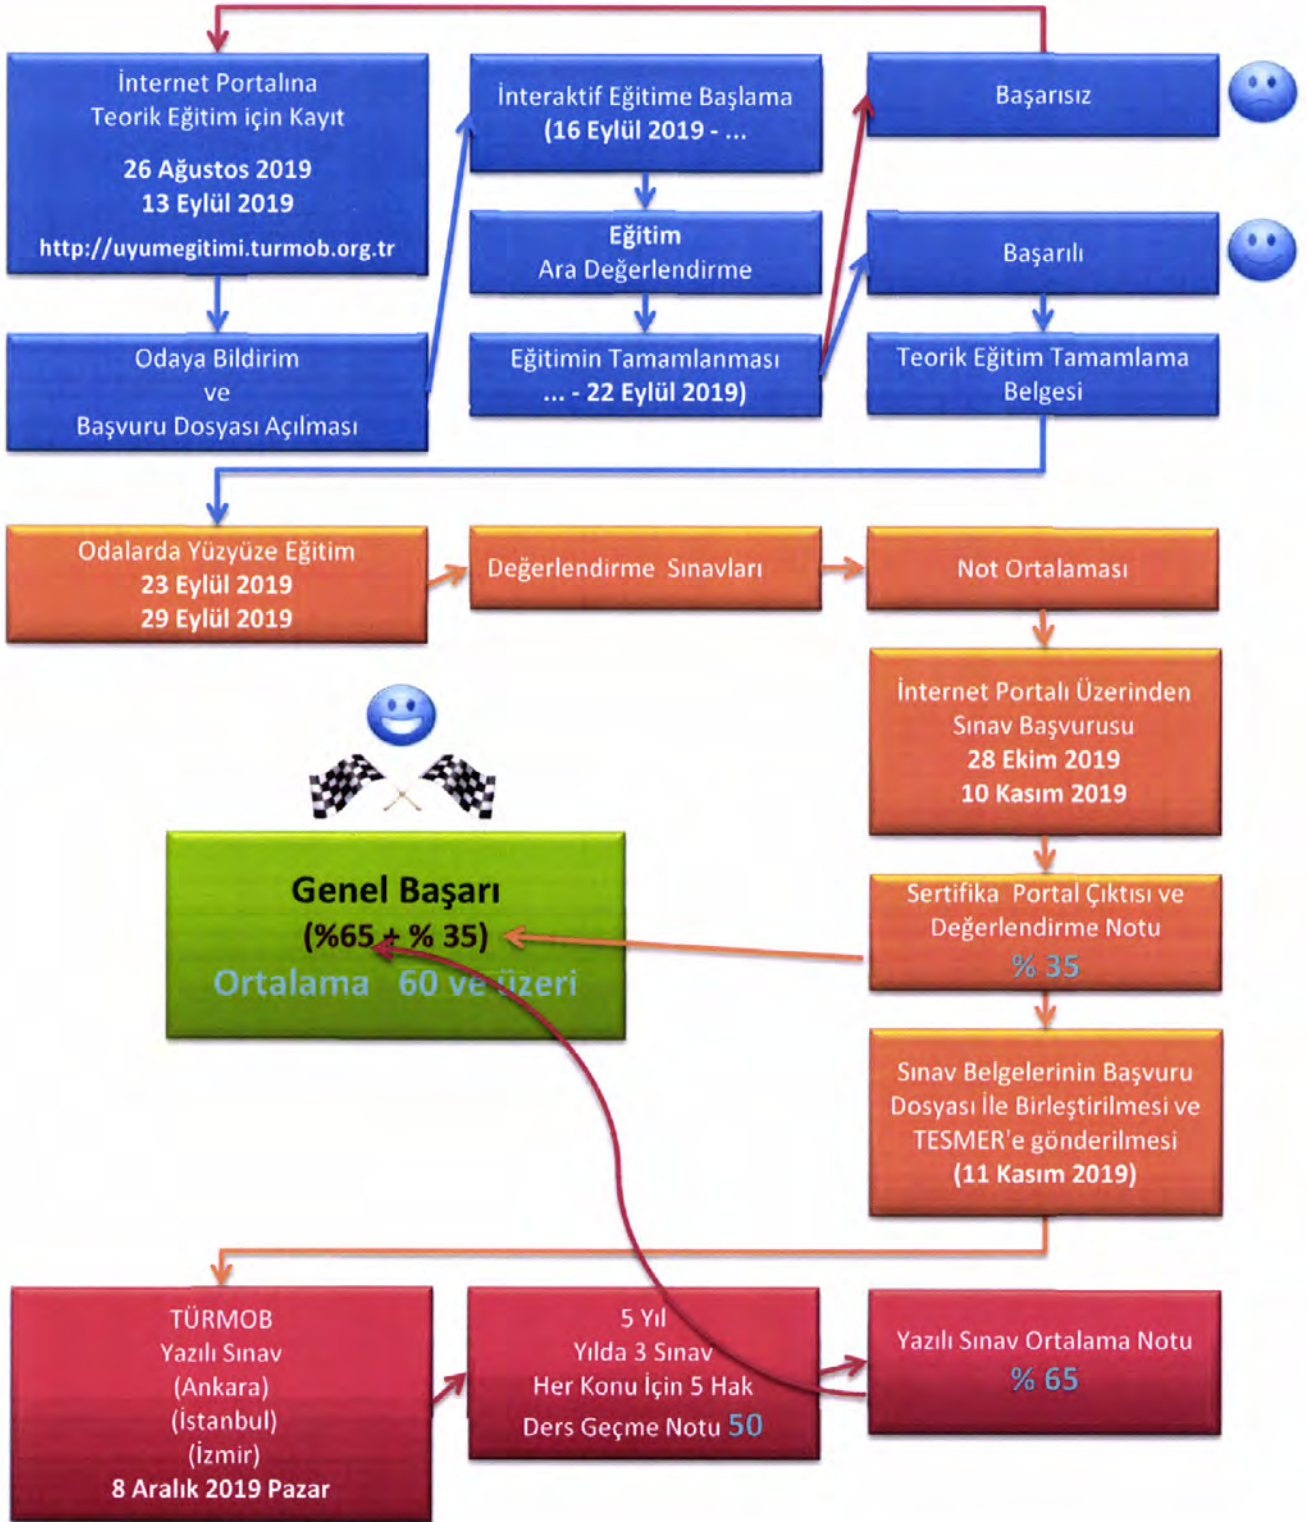 İnternet Portalına
Teorik Eğitim için Kayıt
26 Ağustos 2019
13 Eylül 2019
http://uyumegitimi.turmob.org.tr
Odaya Bildirim
ve
Başvuru Dosyası Açılması
İnteraktif Eğitime Başlama
(16 Eylül 2019 - ...
Eğitim
Ara Değerlendirme
Eğitimin Tamamlanması
... - 22 Eylül 2019)
Başarısız
Başarılı
Teorik Eğitim Tamamlama
Belgesi
Odalarda Yüzyüze Eğitim
23 Eylül 2019
29 Eylül 2019
Değerlendirme Sınavları
Not Ortalaması
İnternet Portalı Üzerinden
Sınav Başvurusu
28 Ekim 2019
10 Kasım 2019
Sertifika Portal Çıktısı ve
Değerlendirme Notu
% 35
Genel Başarı
(%65 + % 35)
Ortalama 60 ve üzeri
Sınav Belgelerinin Başvuru
Dosyası İle Birleştirilmesi ve
TESMER'e gönderilmesi
(11 Kasım 2019)
TÜRMOB
Yazılı Sınav
(Ankara)
(İstanbul)
(İzmir)
8 Aralık 2019 Pazar
5 Yıl
Yılda 3 Sınav
Her Konu İçin 5 Hak
Ders Geçme Notu 50
Yazılı Sınav Ortalama Notu
% 65